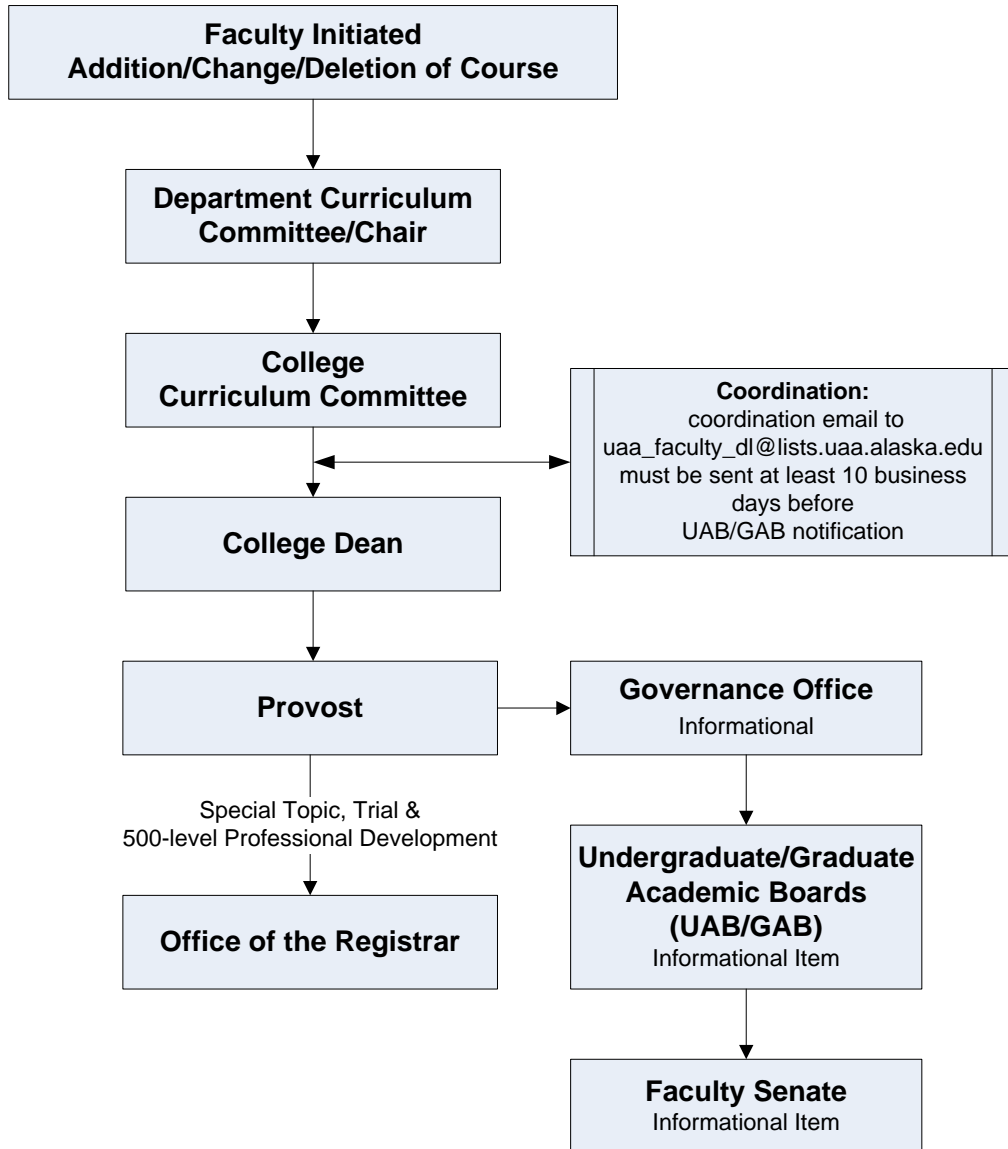 Faculty Initiated
Addition/Change/Deletion of Course
Department Curriculum
Committee/Chair
College
Curriculum Committee
Coordination:
coordination email to
uaa_faculty_dl@lists.uaa.alaska.edu
must be sent at least 10 business
days before
UAB/GAB notification
College Dean
Provost
Governance Office
Informational
Special Topic, Trial &
500-level Professional Development
Undergraduate/Graduate
Academic Boards
(UAB/GAB)
Informational Item
Office of the Registrar
Faculty Senate
Informational Item